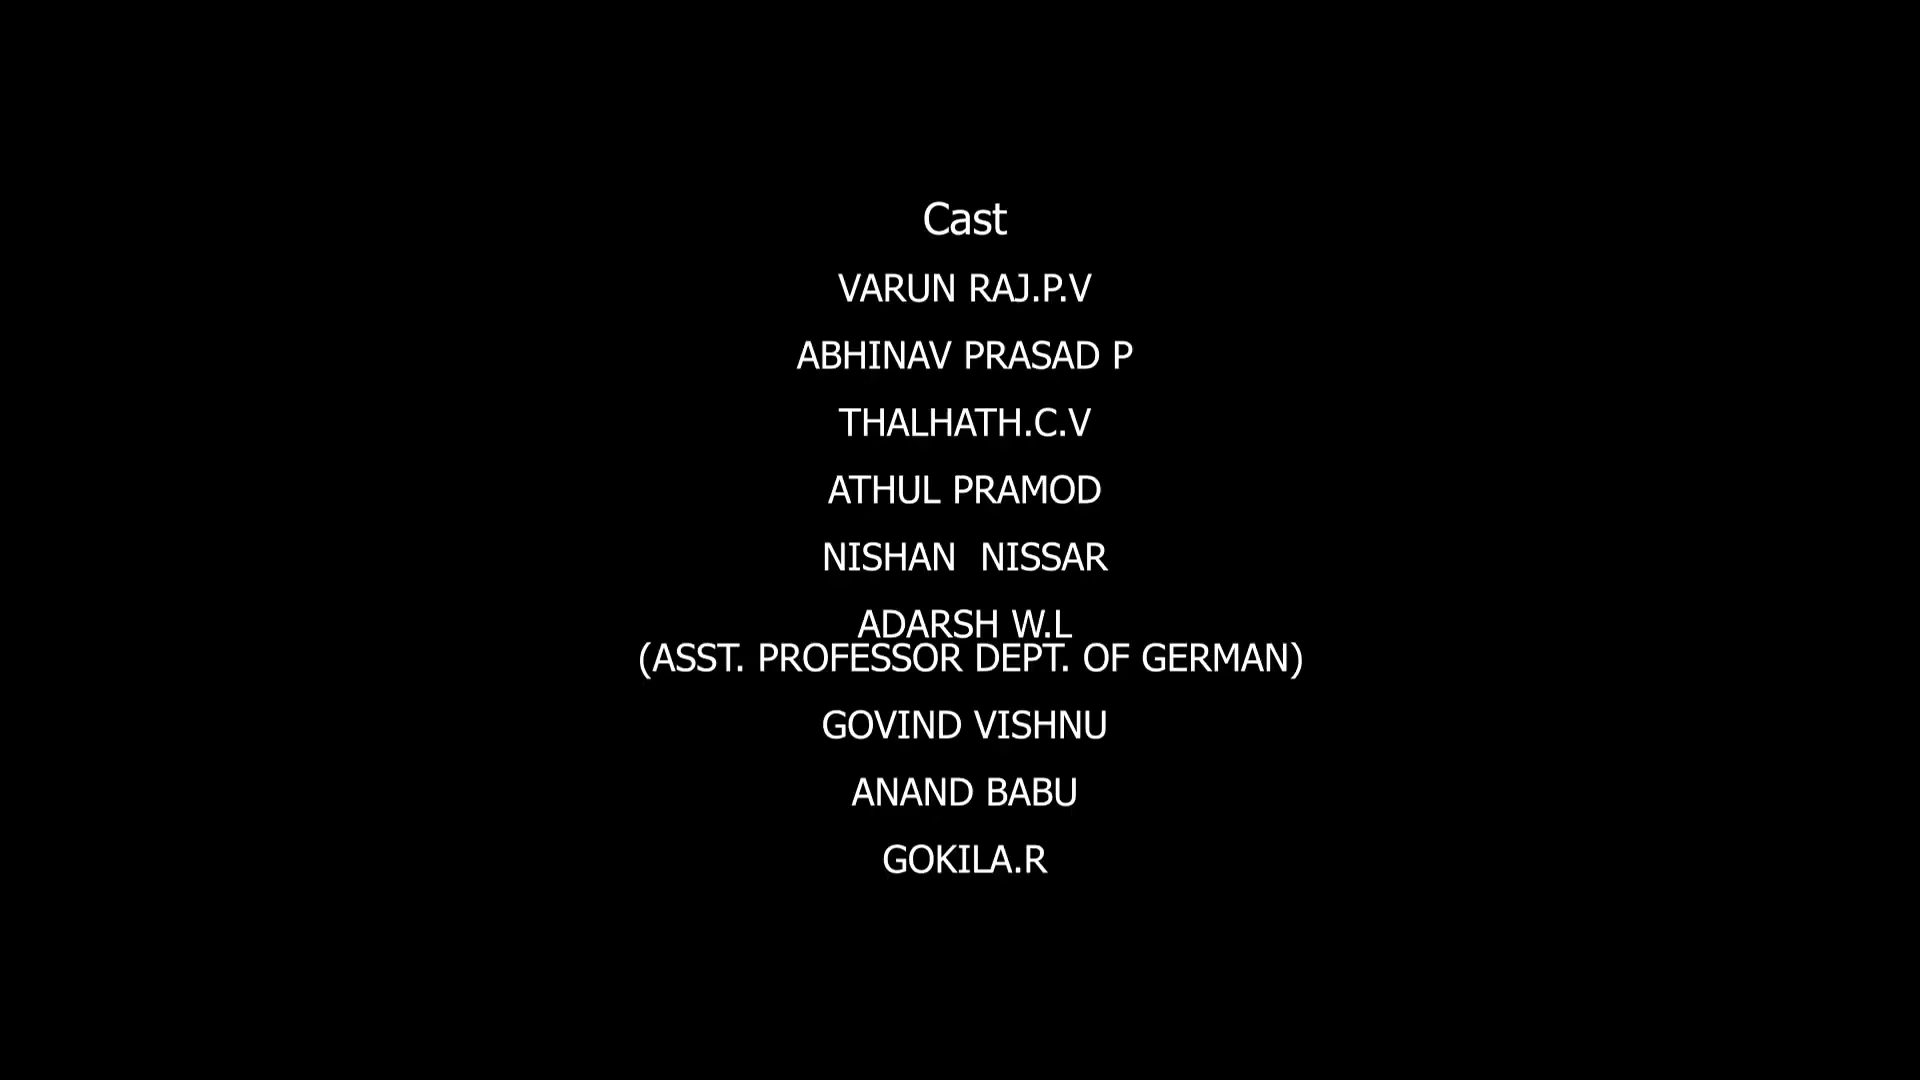 Cast
VARUN RAJ.P.V
ABHINAV PRASAD P
THALHATH.C.V
ATHUL PRAMOD
NISHAN  NISSAR
ADARSH W.L
(ASST. PROFESSOR DEPT. OF GERMAN)
GOVIND VISHNU
ANAND BABU
GOKILA.R